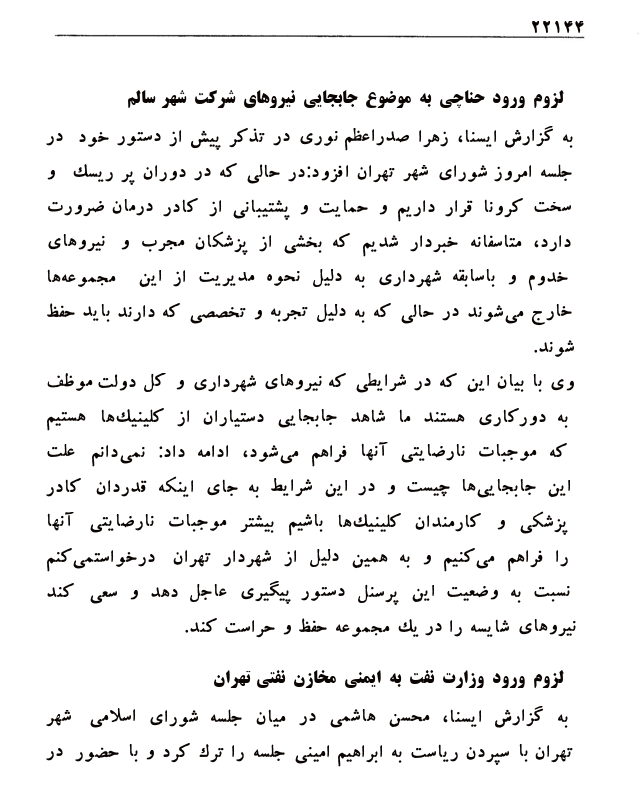 ۲۲۱۴۴
لزوم ورود حناچی به موضوع جابجایی نیروهای شرکت شهر سالم
به گزارش ایسنا، زهرا صدراعظم نوری در تذکر پیش از دستور خود در
جلسه امروز شورای شهر تهران افزود:در حالی که در دوران پر ریسك و
سخت کرونا قرار داریم و حمایت و پشتیبانی از کادر درمان ضرورت
دارد، متاسفانه خبردار شدیم که بخشی از پزشکان مجرب و نیروهای
خدوم و باسابقه شهرداری به دلیل نحوه مدیریت از این مجموعه‌ها
خارج می‌شوند در حالی که به دلیل تجربه و تخصصی که دارند باید حفظ
شوند.
وی با بیان این که در شرایطی که نیروهای شهرداری و کل دولت موظف
به دورکاری هستند ما شاهد جابجایی دستیاران از کلینیك‌ها هستیم
که موجبات نارضایتی آنها فراهم می‌شود، ادامه داد: نمی‌دانم علت
این جابجایی‌ها چیست و در این شرایط به جای اینکه قدردان کادر
پزشکی و کارمندان کلینیك‌ها باشیم بیشتر موجبات نارضایتی آنها
را فراهم می‌کنیم و به همین دلیل از شهردار تهران درخواستمی‌کنم
نسبت به وضعیت این پرسنل دستور پیگیری عاجل دهد و سعی کند
نیروهای شایسه را در یك مجموعه حفظ و حراست کند.
لزوم ورود وزارت نفت به ایمنی مخازن نفتی تهران
به گزارش ایسنا، محسن هاشمی در میان جلسه شورای اسلامی شهر
تهران با سپردن ریاست به ابراهیم امینی جلسه را ترك کرد و با حضور در